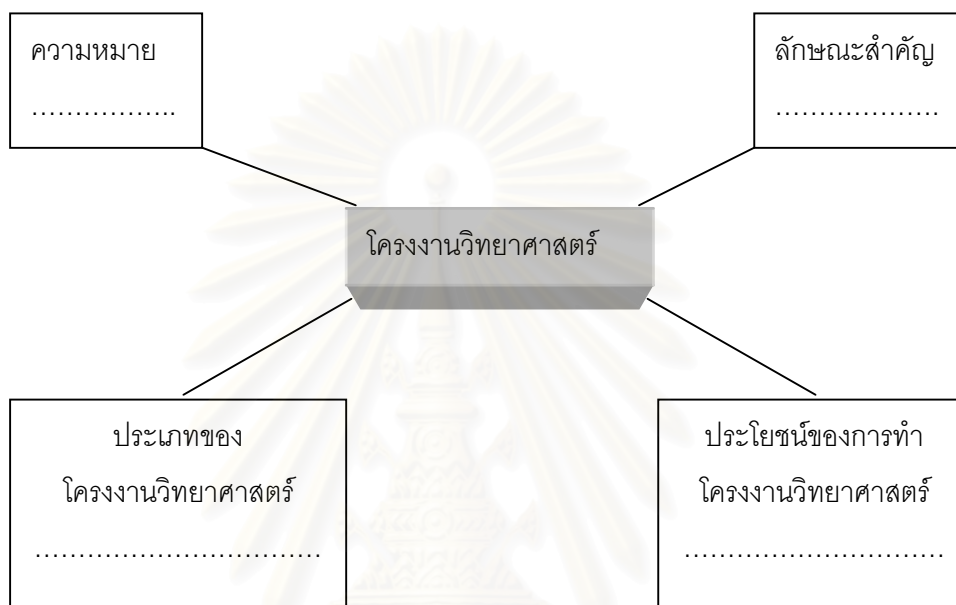 ความหมาย
……………..
ลักษณะสำคัญ
……………….
โครงงานวิทยาศาสตร์
ประเภทของ
โครงงานวิทยาศาสตร์
……………………………
ประโยชน์ของการทำ
โครงงานวิทยาศาสตร์
…………………………